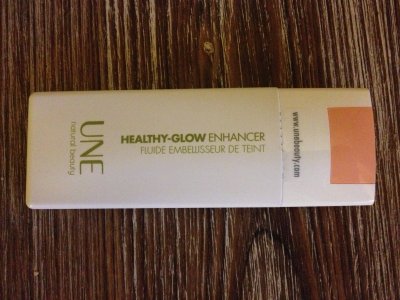 UNE
natural beauty
HEALTHY-GLOW ENHANCER
FLUIDE EMBELLISSEUR DE TEINT
www.unebeauty.com